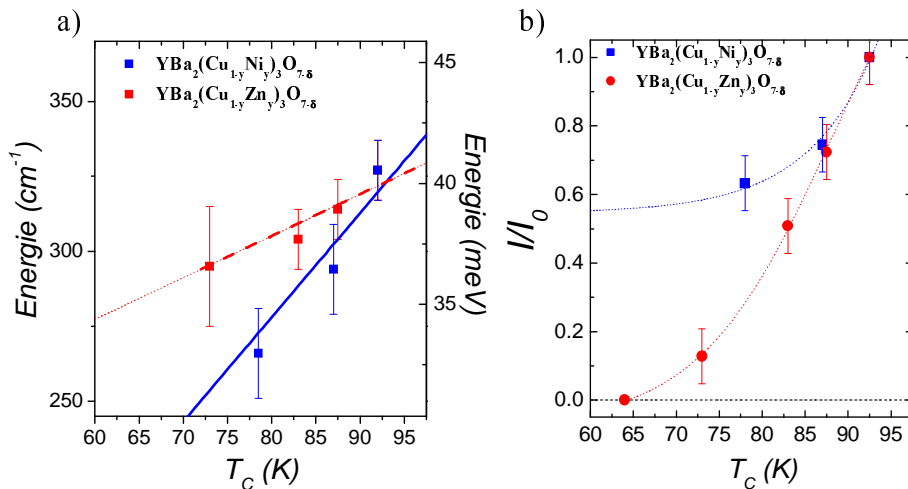 a)
YBa2(Cu1-yNiy)3O7-δ
YBa2(Cu1-yZny)3O7-δ
Energie (cm-1)
350
300
250
60 65 70 75 80 85 90 95
TC (K)
45
40
35
Energie (meV)
b)
YBa2(Cu1-yNiy)3O7-δ
YBa2(Cu1-yZny)3O7-δ
I/I0
1.0
0.8
0.6
0.4
0.2
0.0
60 65 70 75 80 85 90 95
TC (K)